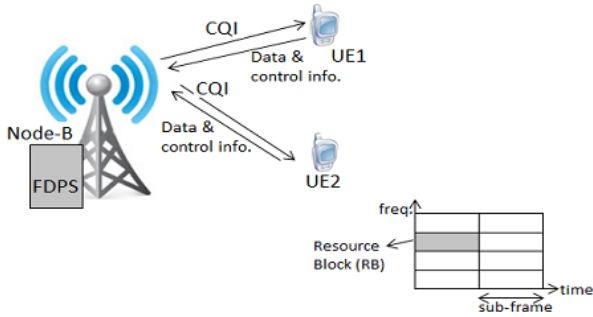 CQI
UE1
Data &
control info.
CQI
Node-B
Data &
control info.
FDPS
UE2
freq.
Resource
Block (RB)
time
sub-frame